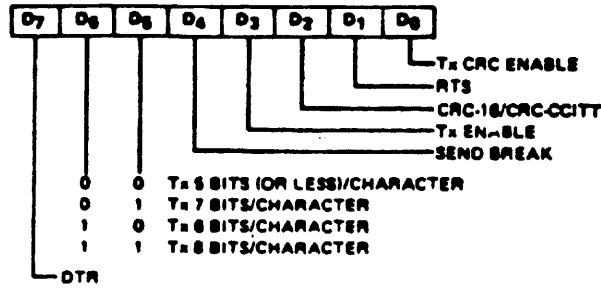 D7 D6 D5 D4 D3 D2 D1 D0
Tx CRC ENABLE
RTS
CRC-16/CRC-CCITT
Tx ENABLE
SEND BREAK
0 0 Tx 5 BITS (OR LESS)/CHARACTER
0 1 Tx 7 BITS/CHARACTER
1 0 Tx 6 BITS/CHARACTER
1 1 Tx 8 BITS/CHARACTER
DTR